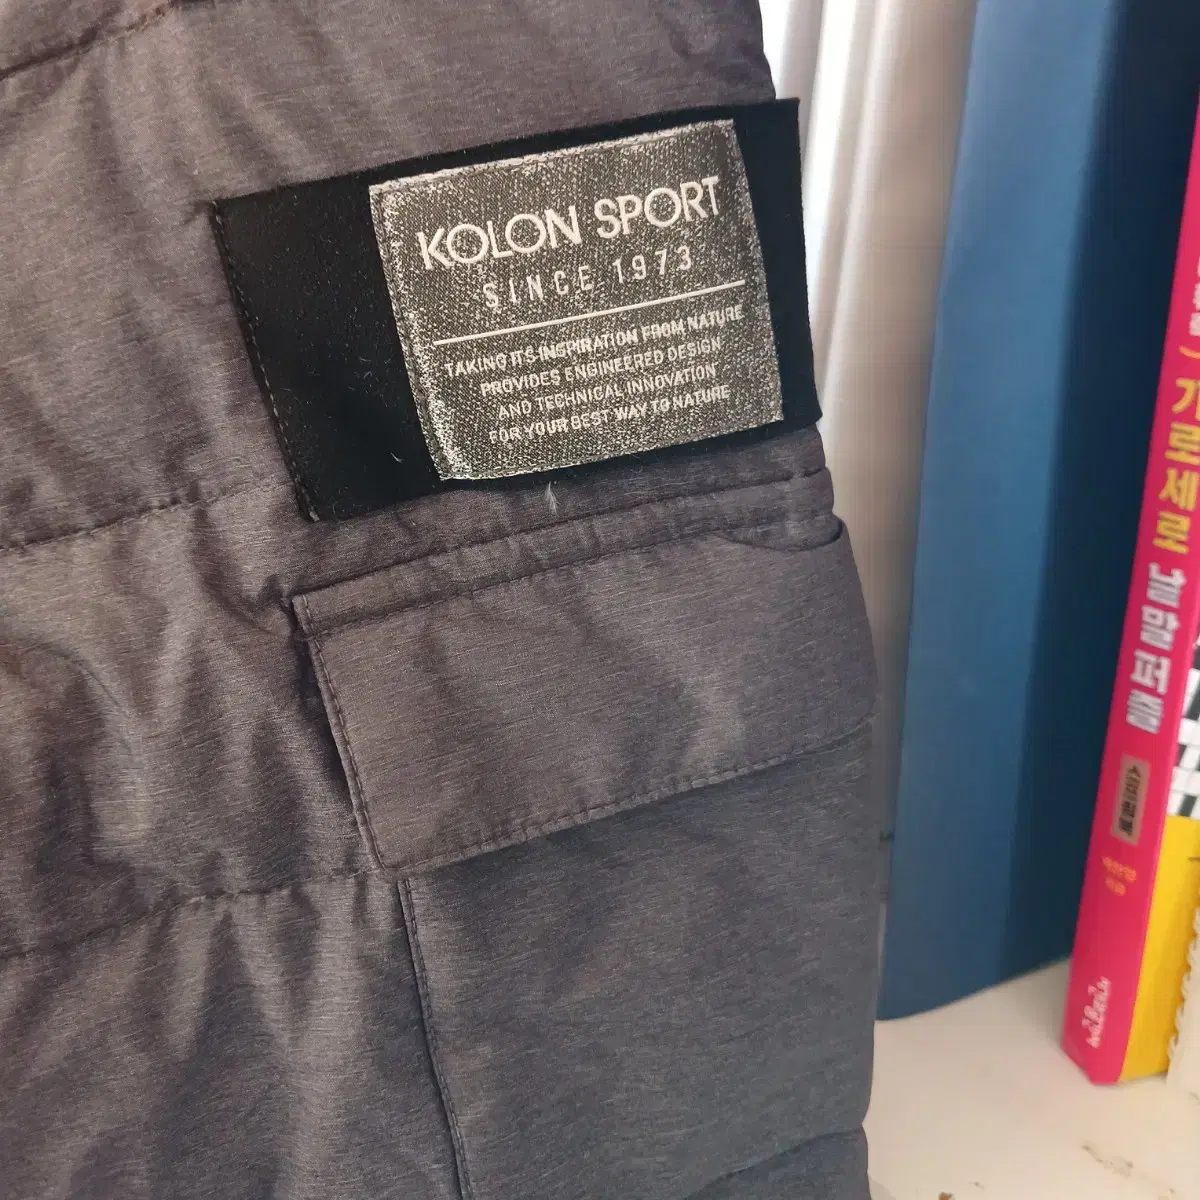 KOLON SPORT
SINCE 1973
TAKING ITS INSPIRATION FROM NATURE
PROVIDES ENGINEERED DESIGN
AND TECHNICAL INNOVATION
FOR YOUR BEST WAY TO NATURE
가로세로 낱말퍼즐